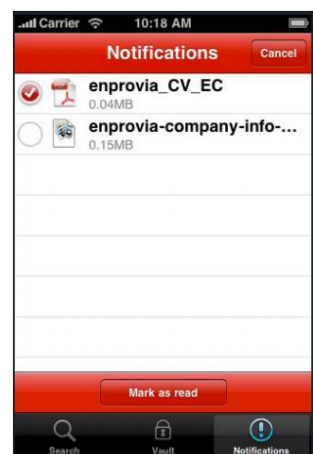 Carrier 10:18 AM
Notifications Cancel
enprovia_CV_EC
0.04MB
enprovia-company-info-...
0.15MB
Mark as read
Search Vault Notifications